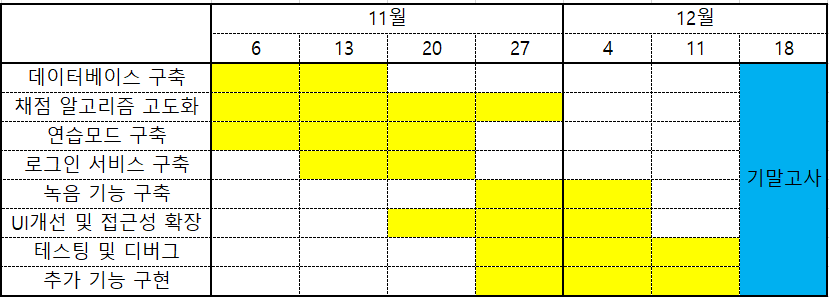 11월 12월
6 13 20 27 4 11 18
데이터베이스 구축
채점 알고리즘 고도화
연습모드 구축
로그인 서비스 구축
기말고사
녹음 기능 구축
UI개선 및 접근성 확장
테스팅 및 디버그
추가 기능 구현